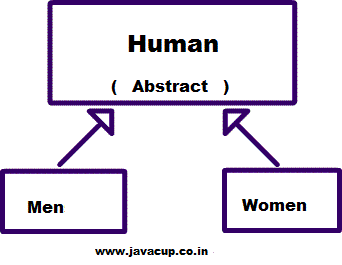 Human
( Abstract )
Men
Women
www.javacup.co.in